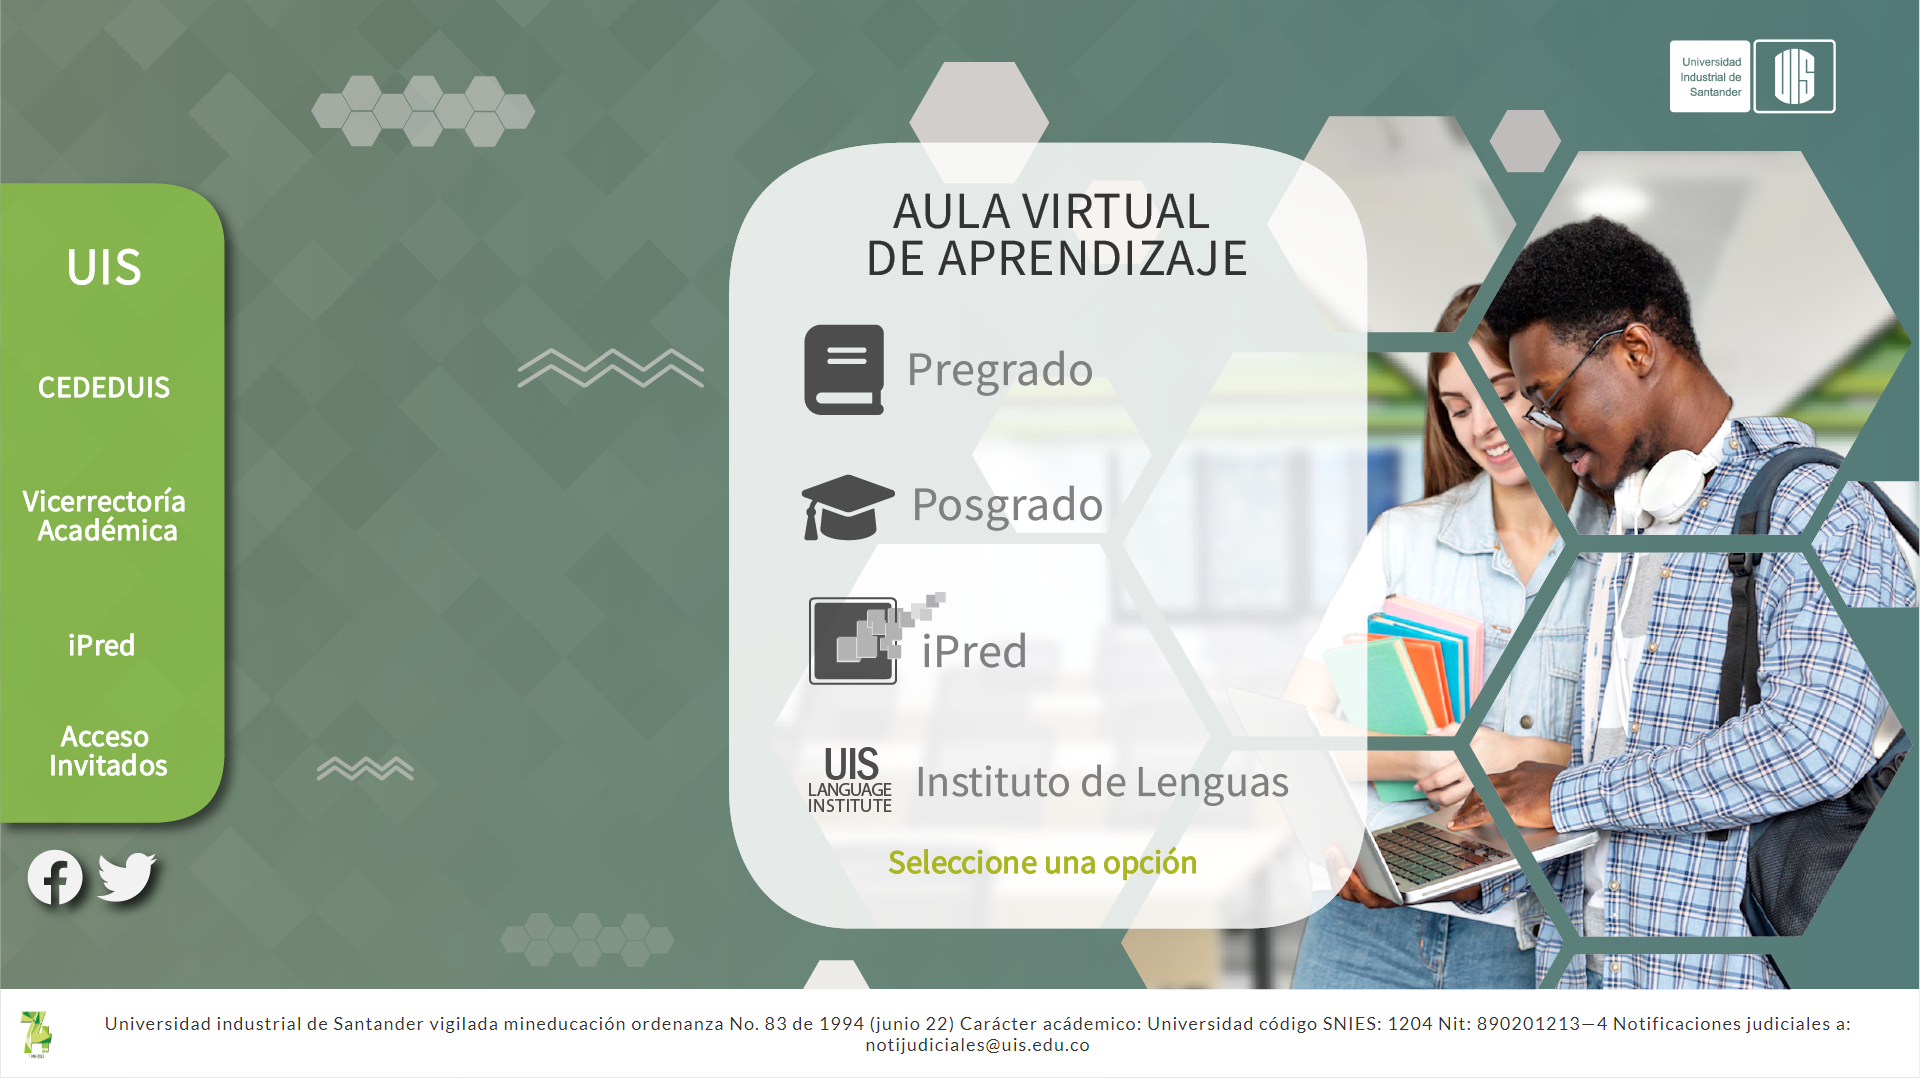 Universidad
Industrial de
Santander
UIS
UIS
CEDEDUIS
Vicerrectoría
Académica
iPred
Acceso
Invitados
AULA VIRTUAL
DE APRENDIZAJE
Pregrado
Posgrado
iPred
UIS
LANGUAGE
INSTITUTE
Instituto de Lenguas
Seleccione una opción
74
Universidad industrial de Santander vigilada mineducación ordenanza No. 83 de 1994 (junio 22) Carácter acádemico: Universidad código SNIES: 1204 Nit: 890201213—4 Notificaciones judiciales a:
notijudiciales@uis.edu.co